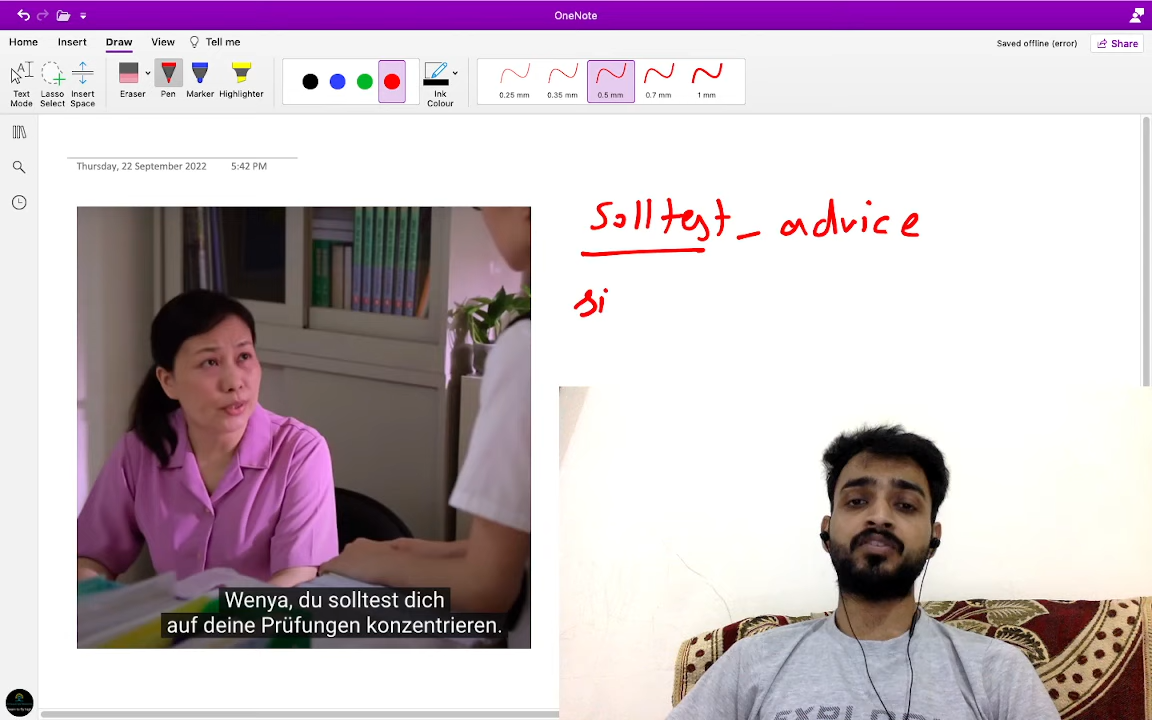 OneNote
Home Insert Draw View Tell me
Saved offline (error) Share
Text Mode
Lasso Select
Insert Space
Eraser
Pen
Marker
Highlighter
Ink Colour
0.25 mm 0.35 mm 0.5 mm 0.7 mm 1 mm
Thursday, 22 September 2022 5:42 PM
Solltest_ advice
si
Wenya, du solltest dich
auf deine Prüfungen konzentrieren.